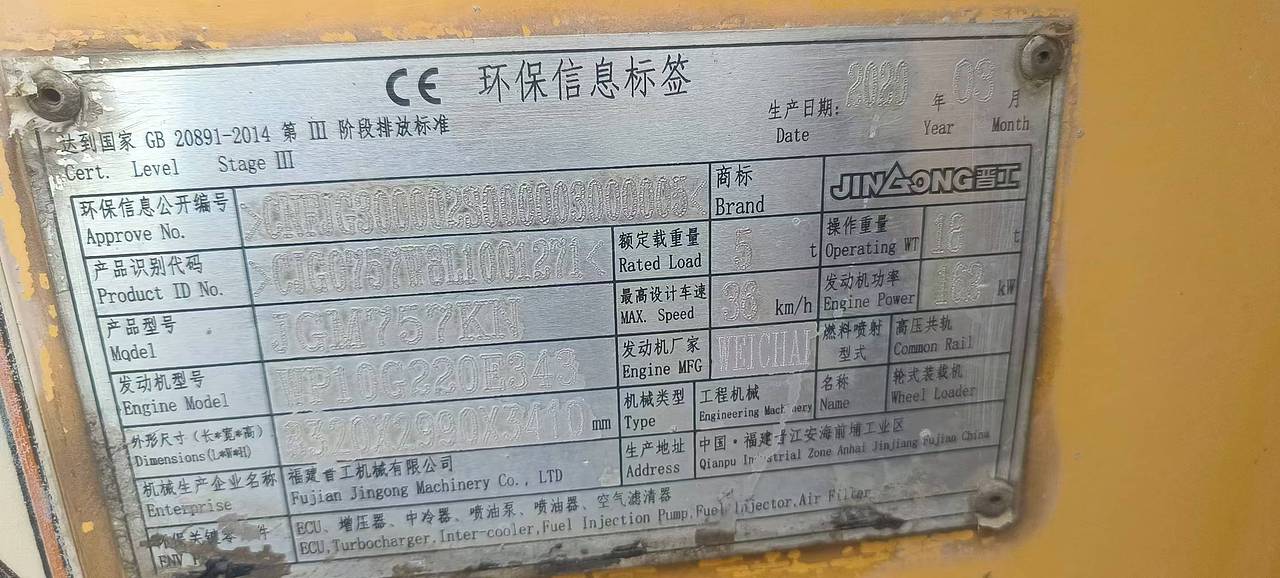 CE 环保信息标签
达到国家 GB 20891-2014 第 III 阶段排放标准
Cert. Level Stage III
生产日期: 2020 年 09 月
Date Year Month
环保信息公开编号
Approve No.
商标
Brand
JINGONG晋工
产品识别代码
Product ID No.
额定载重量 5 t
Rated Load
操作重量 t
Operating WT
产品型号 JGM757KN
Model
最高设计车速 38 km/h
MAX. Speed
发动机功率 162 kW
Engine Power
发动机型号 WP10G220E343
Engine Model
发动机厂家 WEICHAI
Engine MFG
燃料喷射型式
高压共轨
Common Rail
外形尺寸(长*宽*高) X2990X3410 mm
Dimensions(L*W*H)
机械类型
Type
工程机械
Engineering Machinery
名称
Name
轮式装载机
Wheel Loader
机械生产企业名称
Enterprise
福建晋工机械有限公司
Fujian Jingong Machinery Co., LTD
生产地址
Address
中国·福建晋江安海前埔工业区
Qianpu Industrial Zone Anhai Jinjiang Fujian China
环保关键零 件
ENV
ECU、增压器、中冷器、喷油泵、喷油器、空气滤清器
ECU,Turbocharger,Inter-cooler,Fuel Injection Pump,Fuel Injector,Air Filter